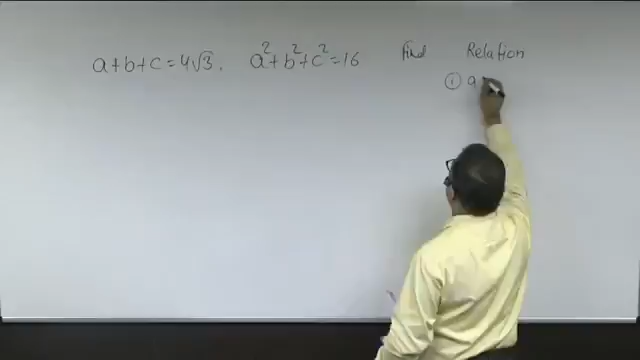 a+b+c=4√3, a²+b²+c²=16 find Relation
① a